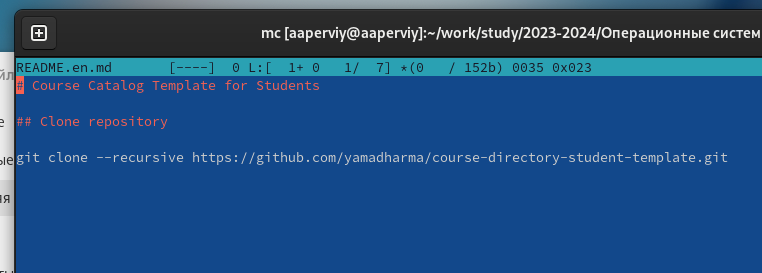 mc [aaperviy@aaperviy]:~/work/study/2023-2024/Операционные систем
README.en.md [----] 0 L:[ 1+ 0 1/ 7] *(0 / 152b) 0035 0x023
# Course Catalog Template for Students
## Clone repository
git clone --recursive https://github.com/yamadharma/course-directory-student-template.git